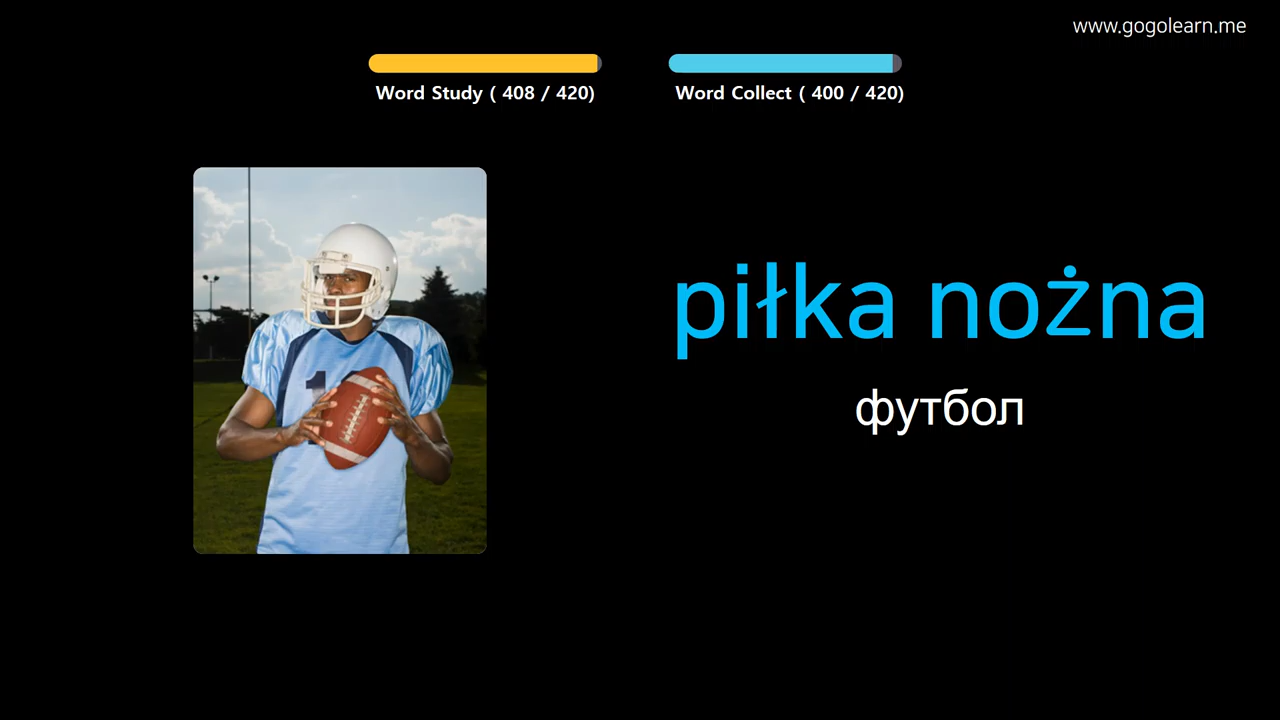 www.gogolearn.me
Word Study ( 408 / 420)
Word Collect ( 400 / 420)
piłka nożna
футбол